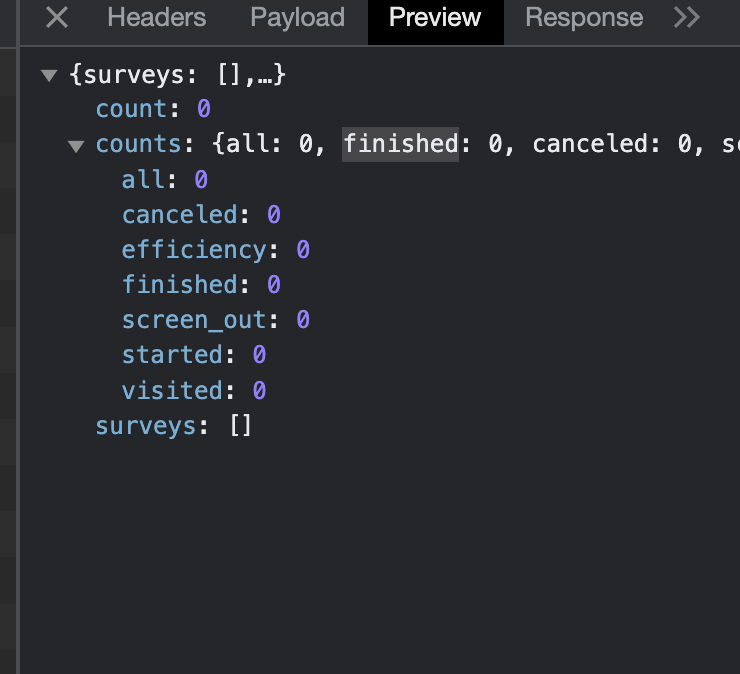 Headers Payload Preview Response
{surveys: [],…}
count: 0
counts: {all: 0, finished: 0, canceled: 0,
all: 0
canceled: 0
efficiency: 0
finished: 0
screen_out: 0
started: 0
visited: 0
surveys: []